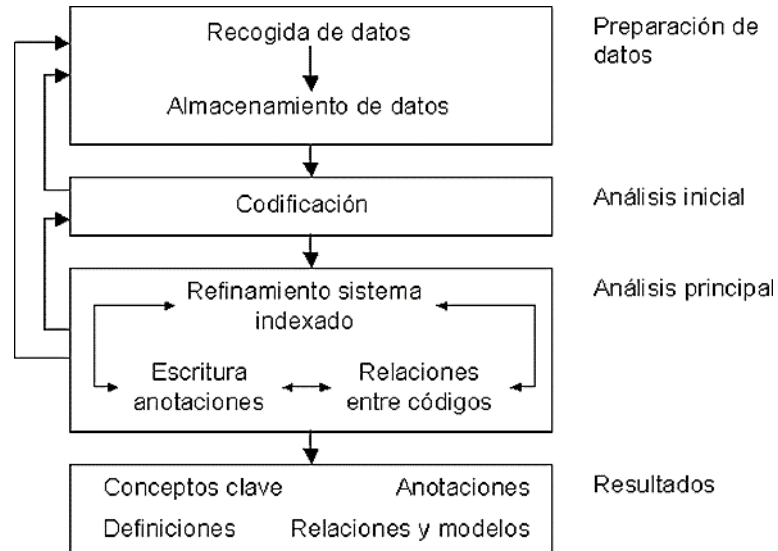 Recogida de datos
Almacenamiento de datos
Preparación de
datos
Codificación
Análisis inicial
Refinamiento sistema
indexado
Escritura
anotaciones
Relaciones
entre códigos
Análisis principal
Conceptos clave
Anotaciones
Definiciones
Relaciones y modelos
Resultados